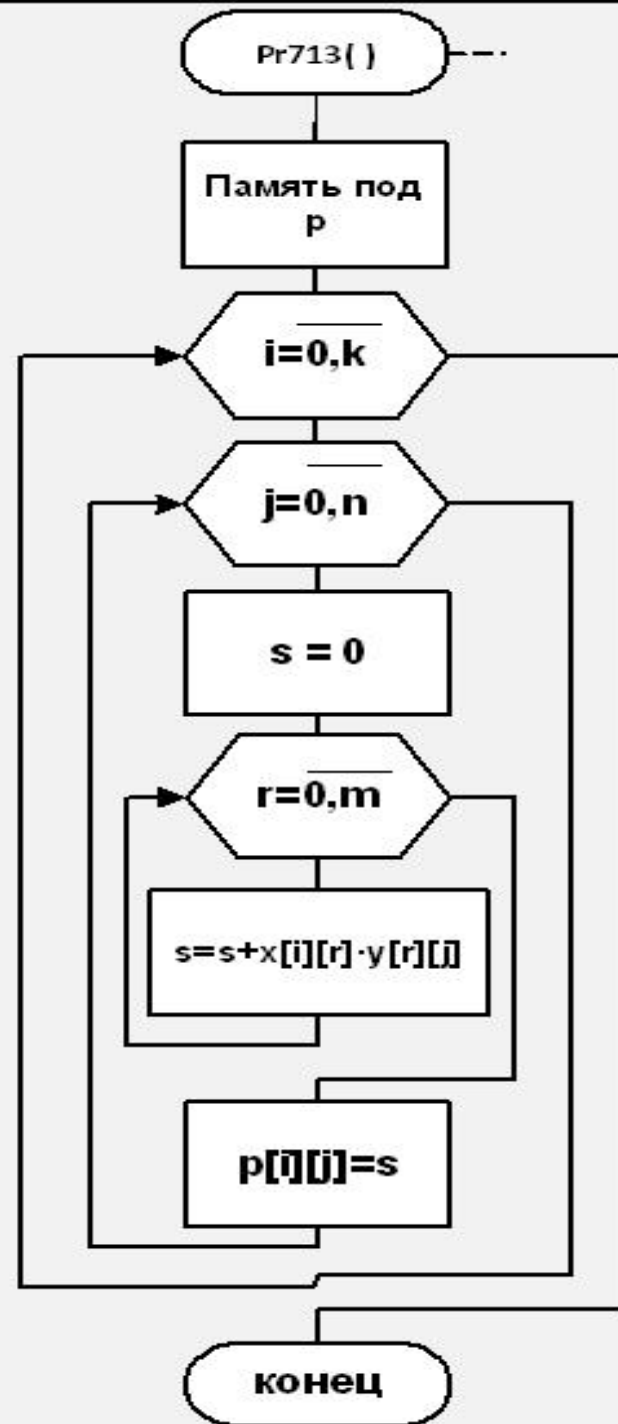 Pr713( )
Память под
р
i=0,k
j=0,n
s = 0
r=0,m
s=s+x[i][r]·y[r][j]
p[i][j]=s
конец